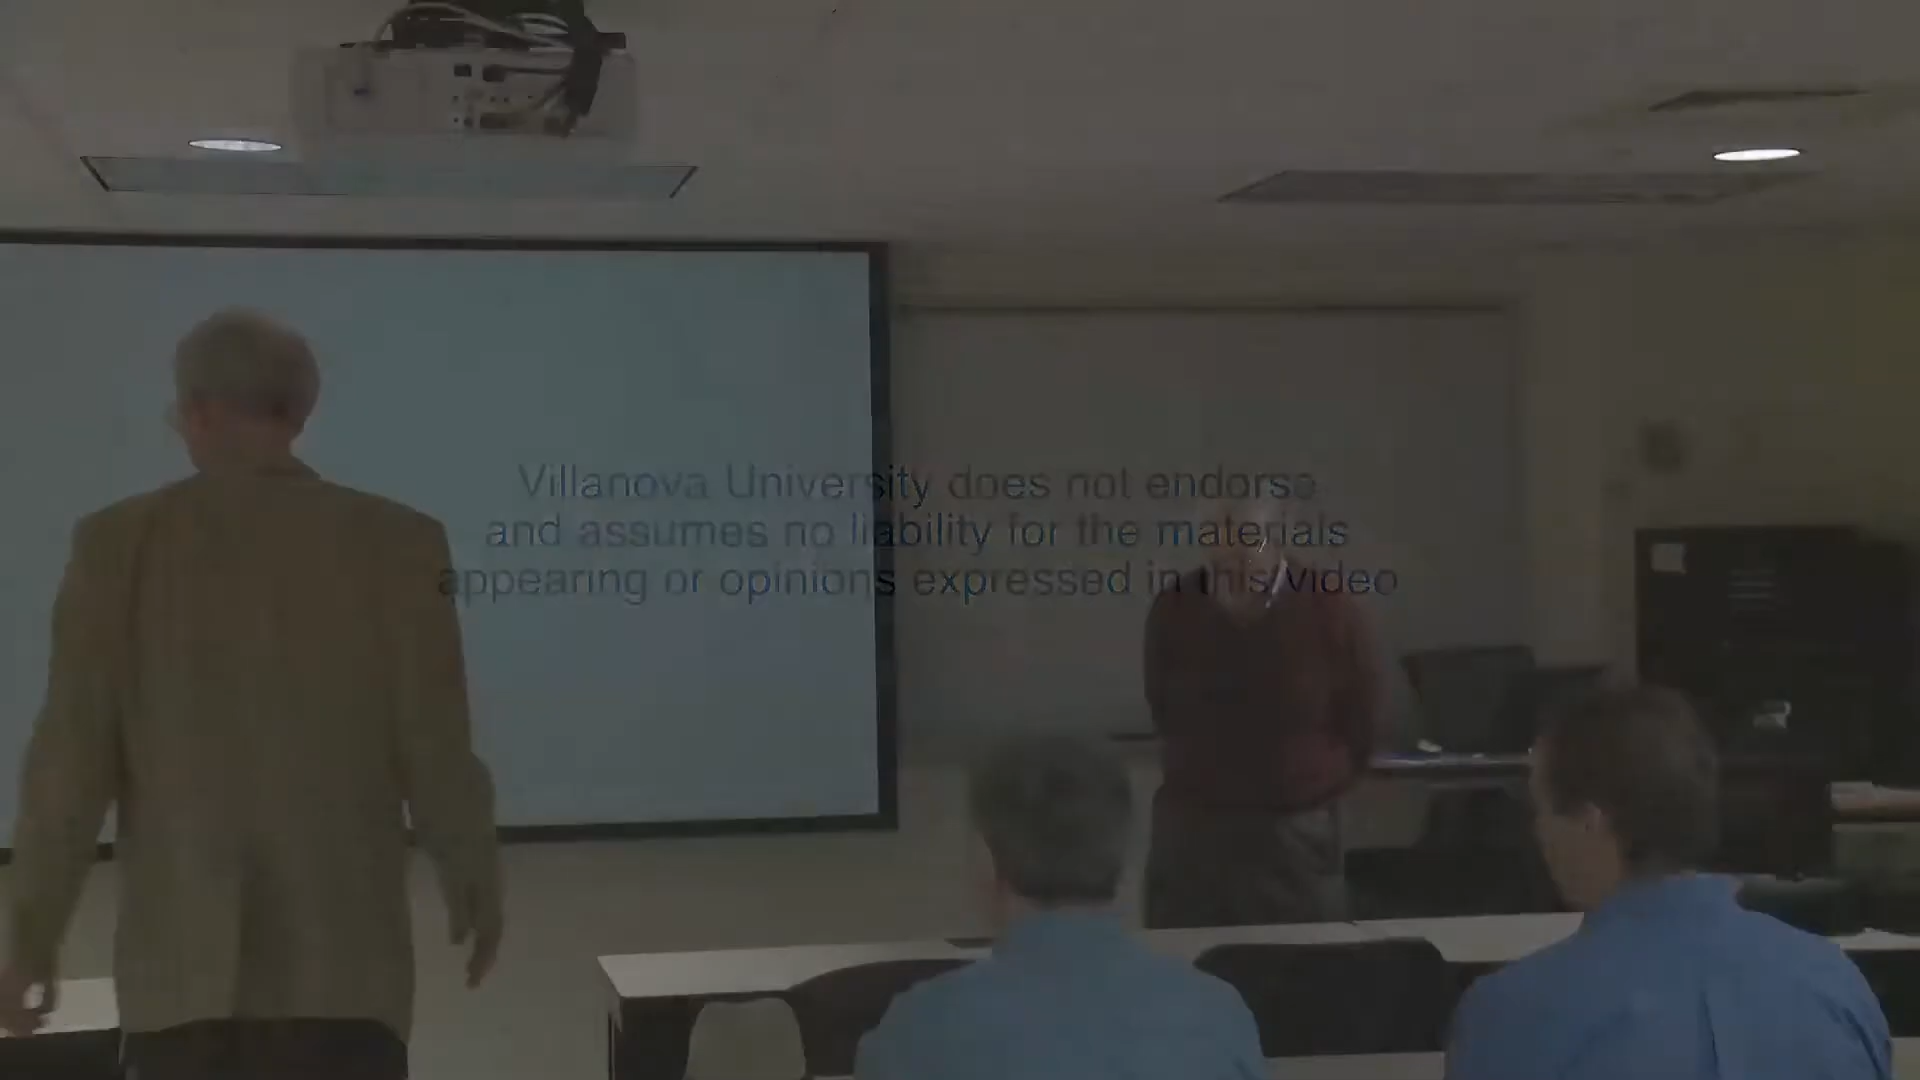 Villanova University does not endorse
and assumes no liability for the materials
appearing or opinions expressed in this video